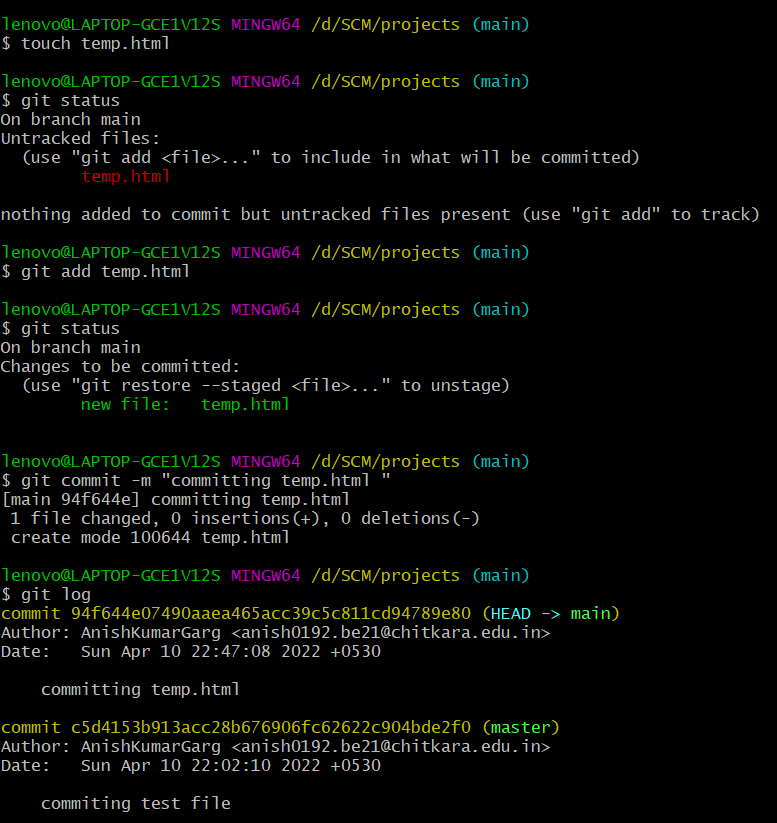 lenovo@LAPTOP-GCE1V12S MINGW64 /d/SCM/projects (main)
$ touch temp.html
lenovo@LAPTOP-GCE1V12S MINGW64 /d/SCM/projects (main)
$ git status
On branch main
Untracked files:
  (use "git add <file>..." to include in what will be committed)
        temp.html
nothing added to commit but untracked files present (use "git add" to track)
lenovo@LAPTOP-GCE1V12S MINGW64 /d/SCM/projects (main)
$ git add temp.html
lenovo@LAPTOP-GCE1V12S MINGW64 /d/SCM/projects (main)
$ git status
On branch main
Changes to be committed:
  (use "git restore --staged <file>..." to unstage)
        new file:   temp.html
lenovo@LAPTOP-GCE1V12S MINGW64 /d/SCM/projects (main)
$ git commit -m "committing temp.html "
[main 94f644e] committing temp.html
 1 file changed, 0 insertions(+), 0 deletions(-)
 create mode 100644 temp.html
lenovo@LAPTOP-GCE1V12S MINGW64 /d/SCM/projects (main)
$ git log
commit 94f644e07490aaea465acc39c5c811cd94789e80 (HEAD -> main)
Author: AnishKumarGarg <anish0192.be21@chitkara.edu.in>
Date:   Sun Apr 10 22:47:08 2022 +0530
    committing temp.html
commit c5d4153b913acc28b676906fc62622c904bde2f0 (master)
Author: AnishKumarGarg <anish0192.be21@chitkara.edu.in>
Date:   Sun Apr 10 22:02:10 2022 +0530
    commiting test file